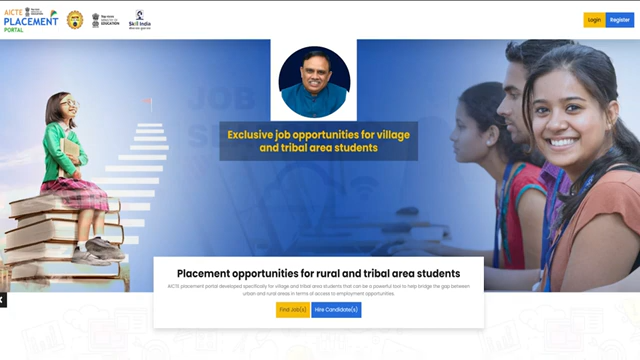 AICTE
PLACEMENT
PORTAL
EDUCATION
Skill India
Login
Register
JOB
Exclusive job opportunities for village
and tribal area students
Placement opportunities for rural and tribal area students
AICTE placement portal developed specifically for village and tribal area students that can be a powerful tool to help bridge the gap between
urban and rural areas in terms of access to employment opportunities.
Find Job(s)
Hire Candidate(s)